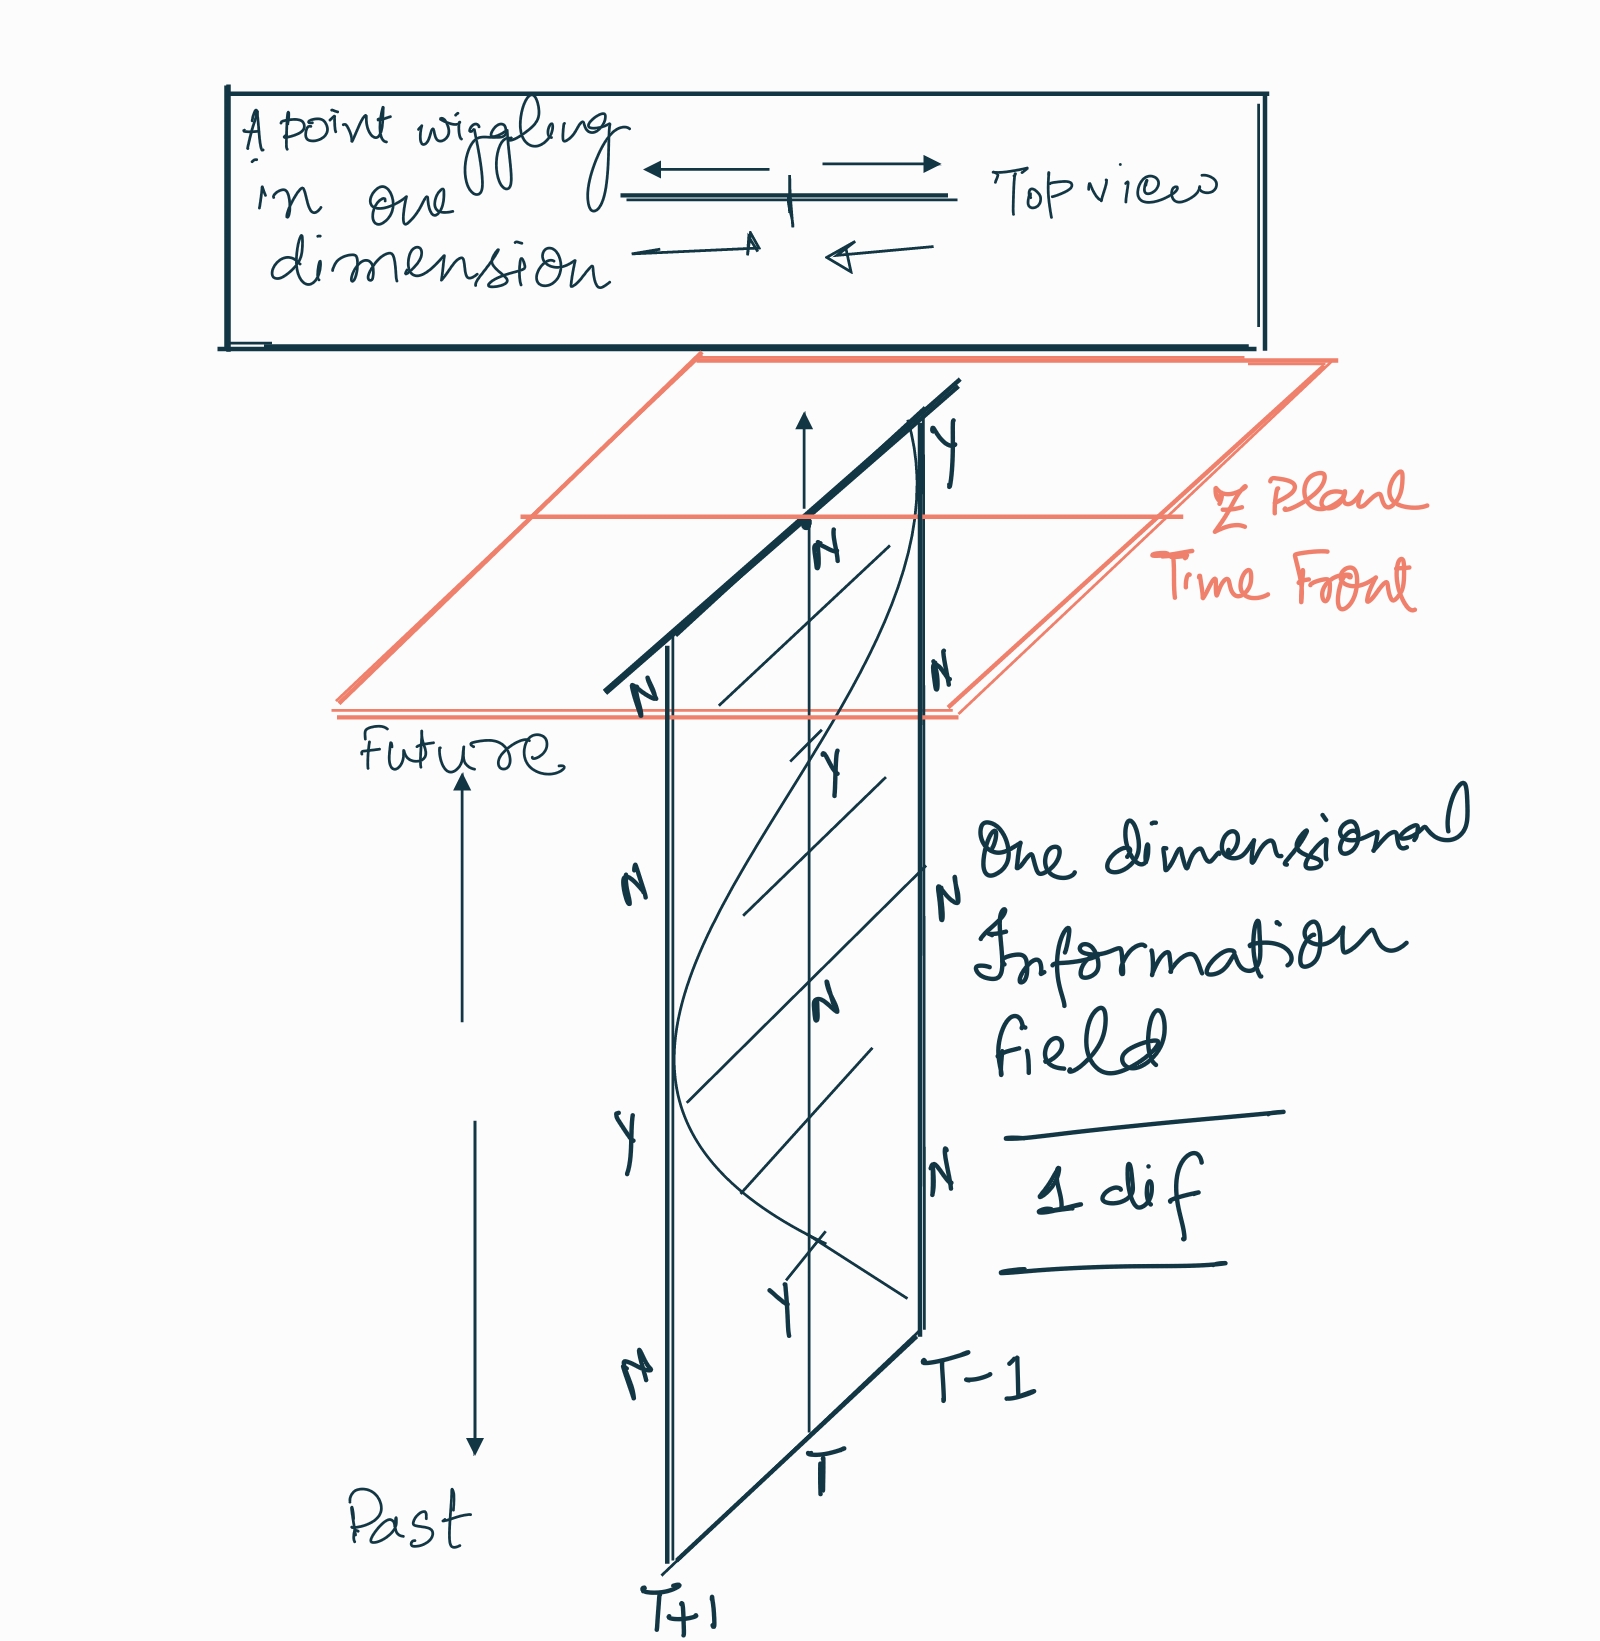 A point wiggling
in one
dimension
Top view
Y
N
Z Plane
Time Front
N
N
Future
Y
One dimensional
N
N
Information
N
field
Y
N
1 dif
Y
N
T-1
T
Past
T+1